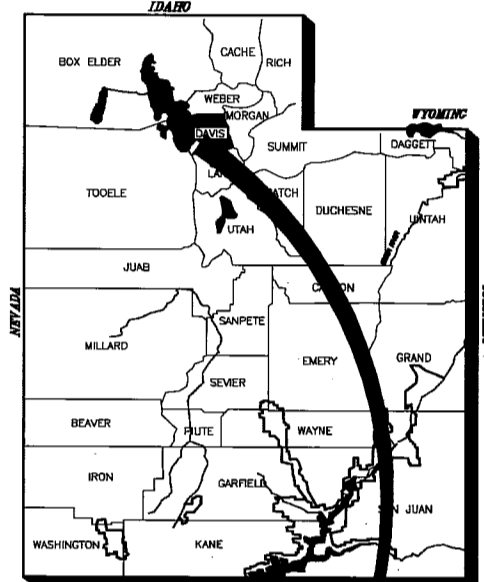 IDAHO
CACHE
RICH
BOX ELDER
WEBER
MORGAN
WYOMING
DAVIS
SUMMIT
DAGGETT
TOOELE
DUCHESNE
UINTAH
UTAH
JUAB
NEVADA
SANPETE
MILLARD
EMERY
GRAND
SEVIER
BEAVER
PIUTE
WAYNE
IRON
GARFIELD
JUAN
WASHINGTON
KANE